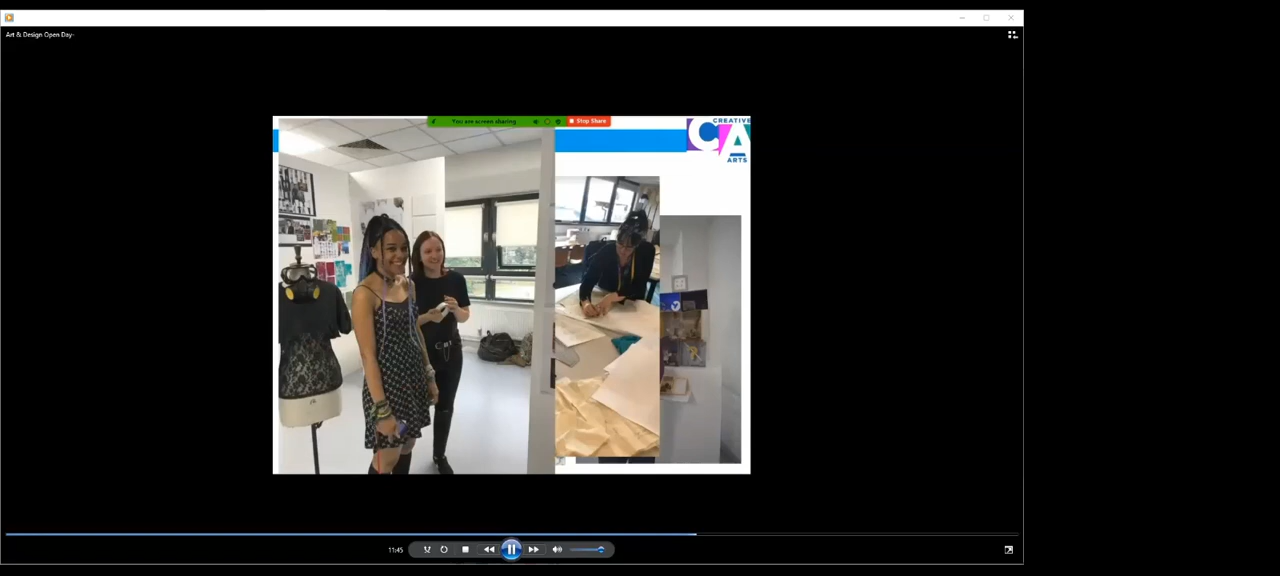 Art & Design Open Day-
You are screen sharing
Stop Share
CREATIVE
CA
ARTS
11:45